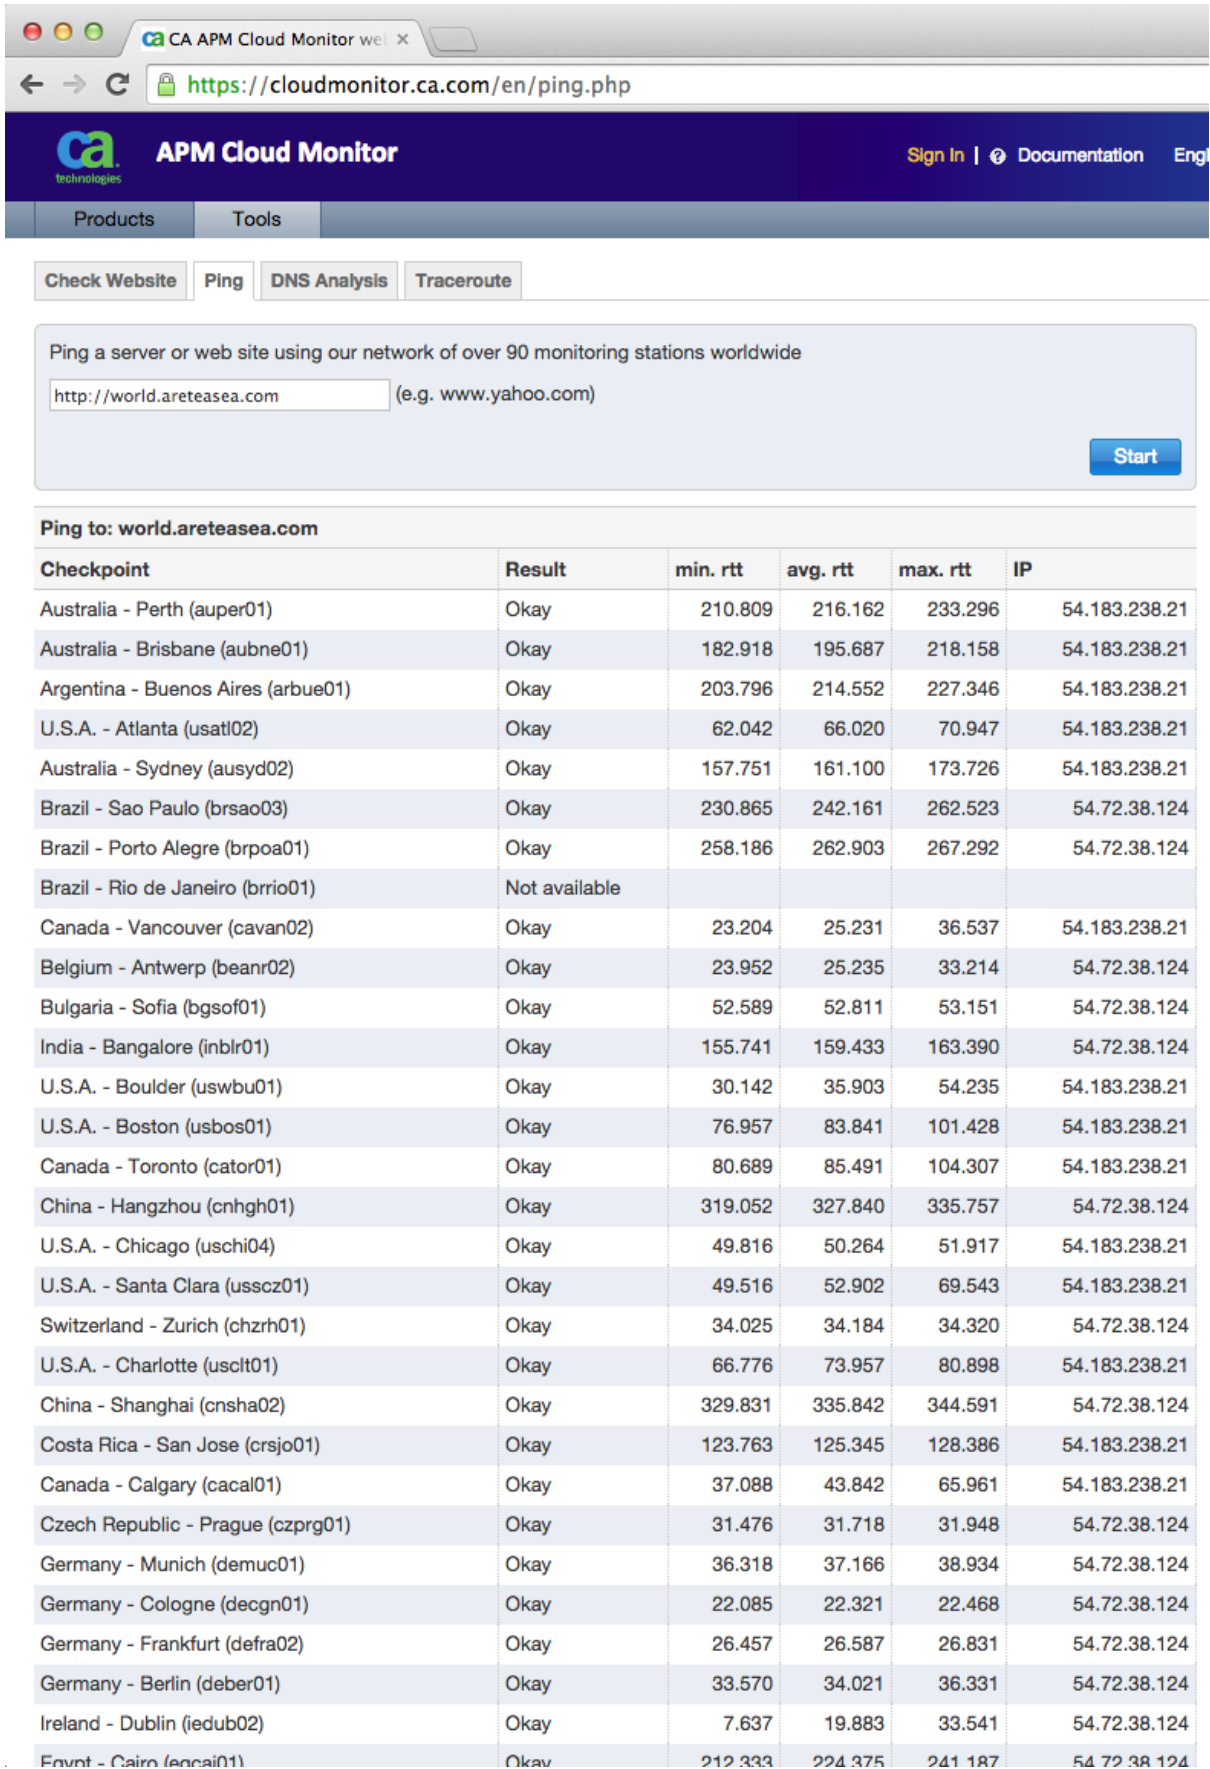 CA APM Cloud Monitor we
https://cloudmonitor.ca.com/en/ping.php
ca technologies
APM Cloud Monitor
Sign In | Documentation Engl
Products Tools
Check Website Ping DNS Analysis Traceroute
Ping a server or web site using our network of over 90 monitoring stations worldwide
http://world.areteasea.com (e.g. www.yahoo.com)
Start
Ping to: world.areteasea.com
Checkpoint Result min. rtt avg. rtt max. rtt IP
Australia - Perth (auper01) Okay 210.809 216.162 233.296 54.183.238.21
Australia - Brisbane (aubne01) Okay 182.918 195.687 218.158 54.183.238.21
Argentina - Buenos Aires (arbue01) Okay 203.796 214.552 227.346 54.183.238.21
U.S.A. - Atlanta (usatl02) Okay 62.042 66.020 70.947 54.183.238.21
Australia - Sydney (ausyd02) Okay 157.751 161.100 173.726 54.183.238.21
Brazil - Sao Paulo (brsao03) Okay 230.865 242.161 262.523 54.72.38.124
Brazil - Porto Alegre (brpoa01) Okay 258.186 262.903 267.292 54.72.38.124
Brazil - Rio de Janeiro (brrio01) Not available
Canada - Vancouver (cavan02) Okay 23.204 25.231 36.537 54.183.238.21
Belgium - Antwerp (beanr02) Okay 23.952 25.235 33.214 54.72.38.124
Bulgaria - Sofia (bgsof01) Okay 52.589 52.811 53.151 54.72.38.124
India - Bangalore (inblr01) Okay 155.741 159.433 163.390 54.72.38.124
U.S.A. - Boulder (uswbu01) Okay 30.142 35.903 54.235 54.183.238.21
U.S.A. - Boston (usbos01) Okay 76.957 83.841 101.428 54.183.238.21
Canada - Toronto (cator01) Okay 80.689 85.491 104.307 54.183.238.21
China - Hangzhou (cnhgh01) Okay 319.052 327.840 335.757 54.72.38.124
U.S.A. - Chicago (uschi04) Okay 49.816 50.264 51.917 54.183.238.21
U.S.A. - Santa Clara (usscz01) Okay 49.516 52.902 69.543 54.183.238.21
Switzerland - Zurich (chzrh01) Okay 34.025 34.184 34.320 54.72.38.124
U.S.A. - Charlotte (usclt01) Okay 66.776 73.957 80.898 54.183.238.21
China - Shanghai (cnsha02) Okay 329.831 335.842 344.591 54.72.38.124
Costa Rica - San Jose (crsjo01) Okay 123.763 125.345 128.386 54.183.238.21
Canada - Calgary (cacal01) Okay 37.088 43.842 65.961 54.183.238.21
Czech Republic - Prague (czprg01) Okay 31.476 31.718 31.948 54.72.38.124
Germany - Munich (demuc01) Okay 36.318 37.166 38.934 54.72.38.124
Germany - Cologne (decgn01) Okay 22.085 22.321 22.468 54.72.38.124
Germany - Frankfurt (defra02) Okay 26.457 26.587 26.831 54.72.38.124
Germany - Berlin (deber01) Okay 33.570 34.021 36.331 54.72.38.124
Ireland - Dublin (iedub02) Okay 7.637 19.883 33.541 54.72.38.124
Egypt - Cairo (egcai01) Okay 212.333 224.375 241.187 54.72.38.124